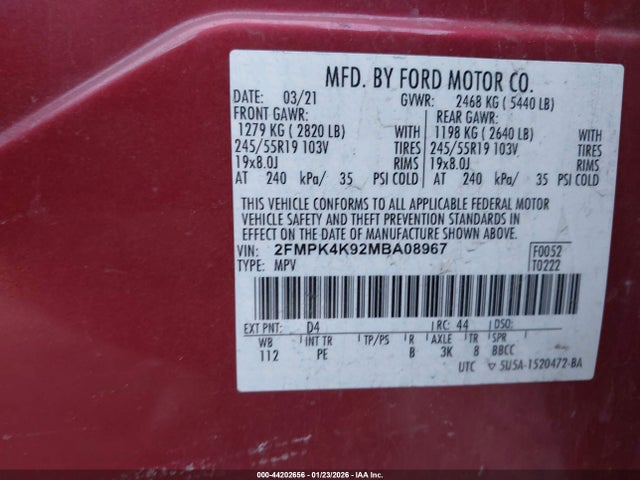 MFD. BY FORD MOTOR CO.
DATE: 03/21 GVWR: 2468 KG ( 5440 LB)
FRONT GAWR: REAR GAWR:
1279 KG ( 2820 LB) WITH 1198 KG ( 2640 LB) WITH
245/55R19 103V TIRES 245/55R19 103V TIRES
19x8.0J RIMS 19x8.0J RIMS
AT 240 kPa/ 35 PSI COLD AT 240 kPa/ 35 PSI COLD
THIS VEHICLE CONFORMS TO ALL APPLICABLE FEDERAL MOTOR
VEHICLE SAFETY AND THEFT PREVENTION STANDARDS IN
EFFECT ON THE DATE OF MANUFACTURE SHOWN ABOVE.
VIN: 2FMPK4K92MBA08967 F0052
TYPE: MPV T0222
EXT PNT: D4 RC: 44 DSO:
WB INT TR TP/PS R AXLE TR SPR
112 PE B 3K 8 BBCC
UTC ▽ 5U5A-1520472-BA
000-44202656 - 01/23/2026 - IAA Inc.